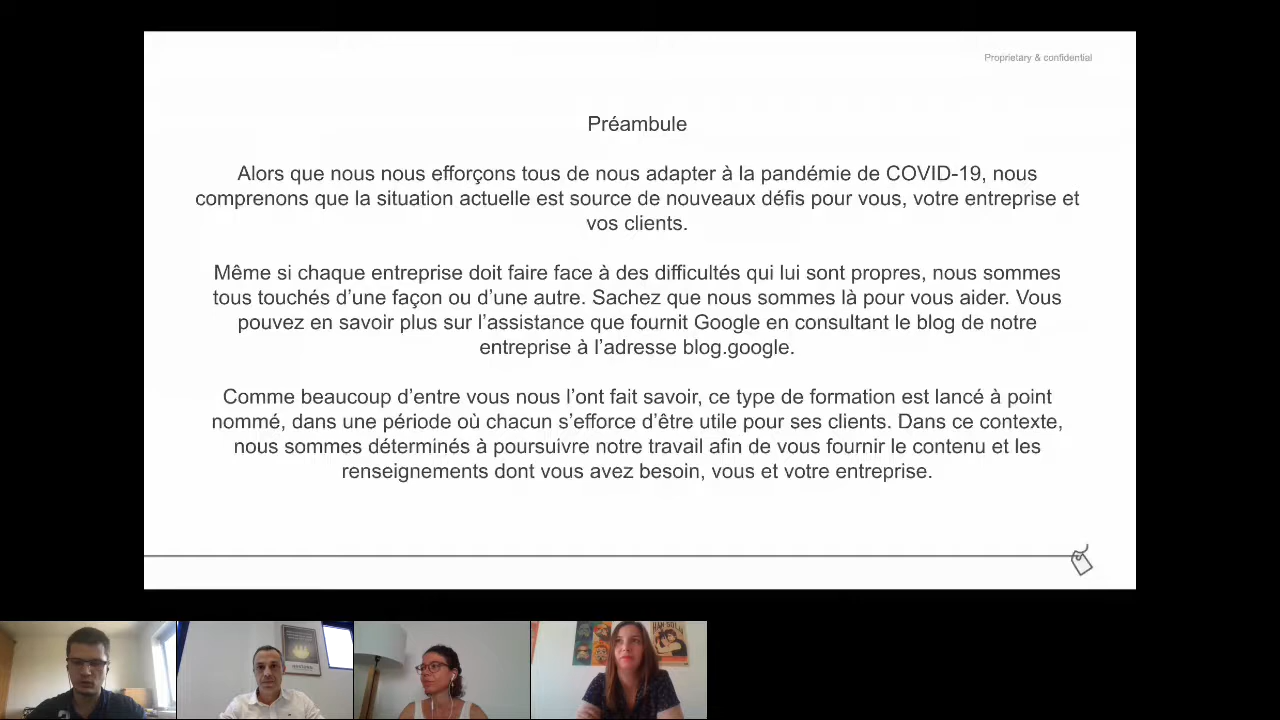 Proprietary & confidential
Préambule
Alors que nous nous efforçons tous de nous adapter à la pandémie de COVID-19, nous
comprenons que la situation actuelle est source de nouveaux défis pour vous, votre entreprise et
vos clients.
Même si chaque entreprise doit faire face à des difficultés qui lui sont propres, nous sommes
tous touchés d’une façon ou d’une autre. Sachez que nous sommes là pour vous aider. Vous
pouvez en savoir plus sur l’assistance que fournit Google en consultant le blog de notre
entreprise à l’adresse blog.google.
Comme beaucoup d’entre vous nous l’ont fait savoir, ce type de formation est lancé à point
nommé, dans une période où chacun s’efforce d’être utile pour ses clients. Dans ce contexte,
nous sommes déterminés à poursuivre notre travail afin de vous fournir le contenu et les
renseignements dont vous avez besoin, vous et votre entreprise.
HAN SOLO